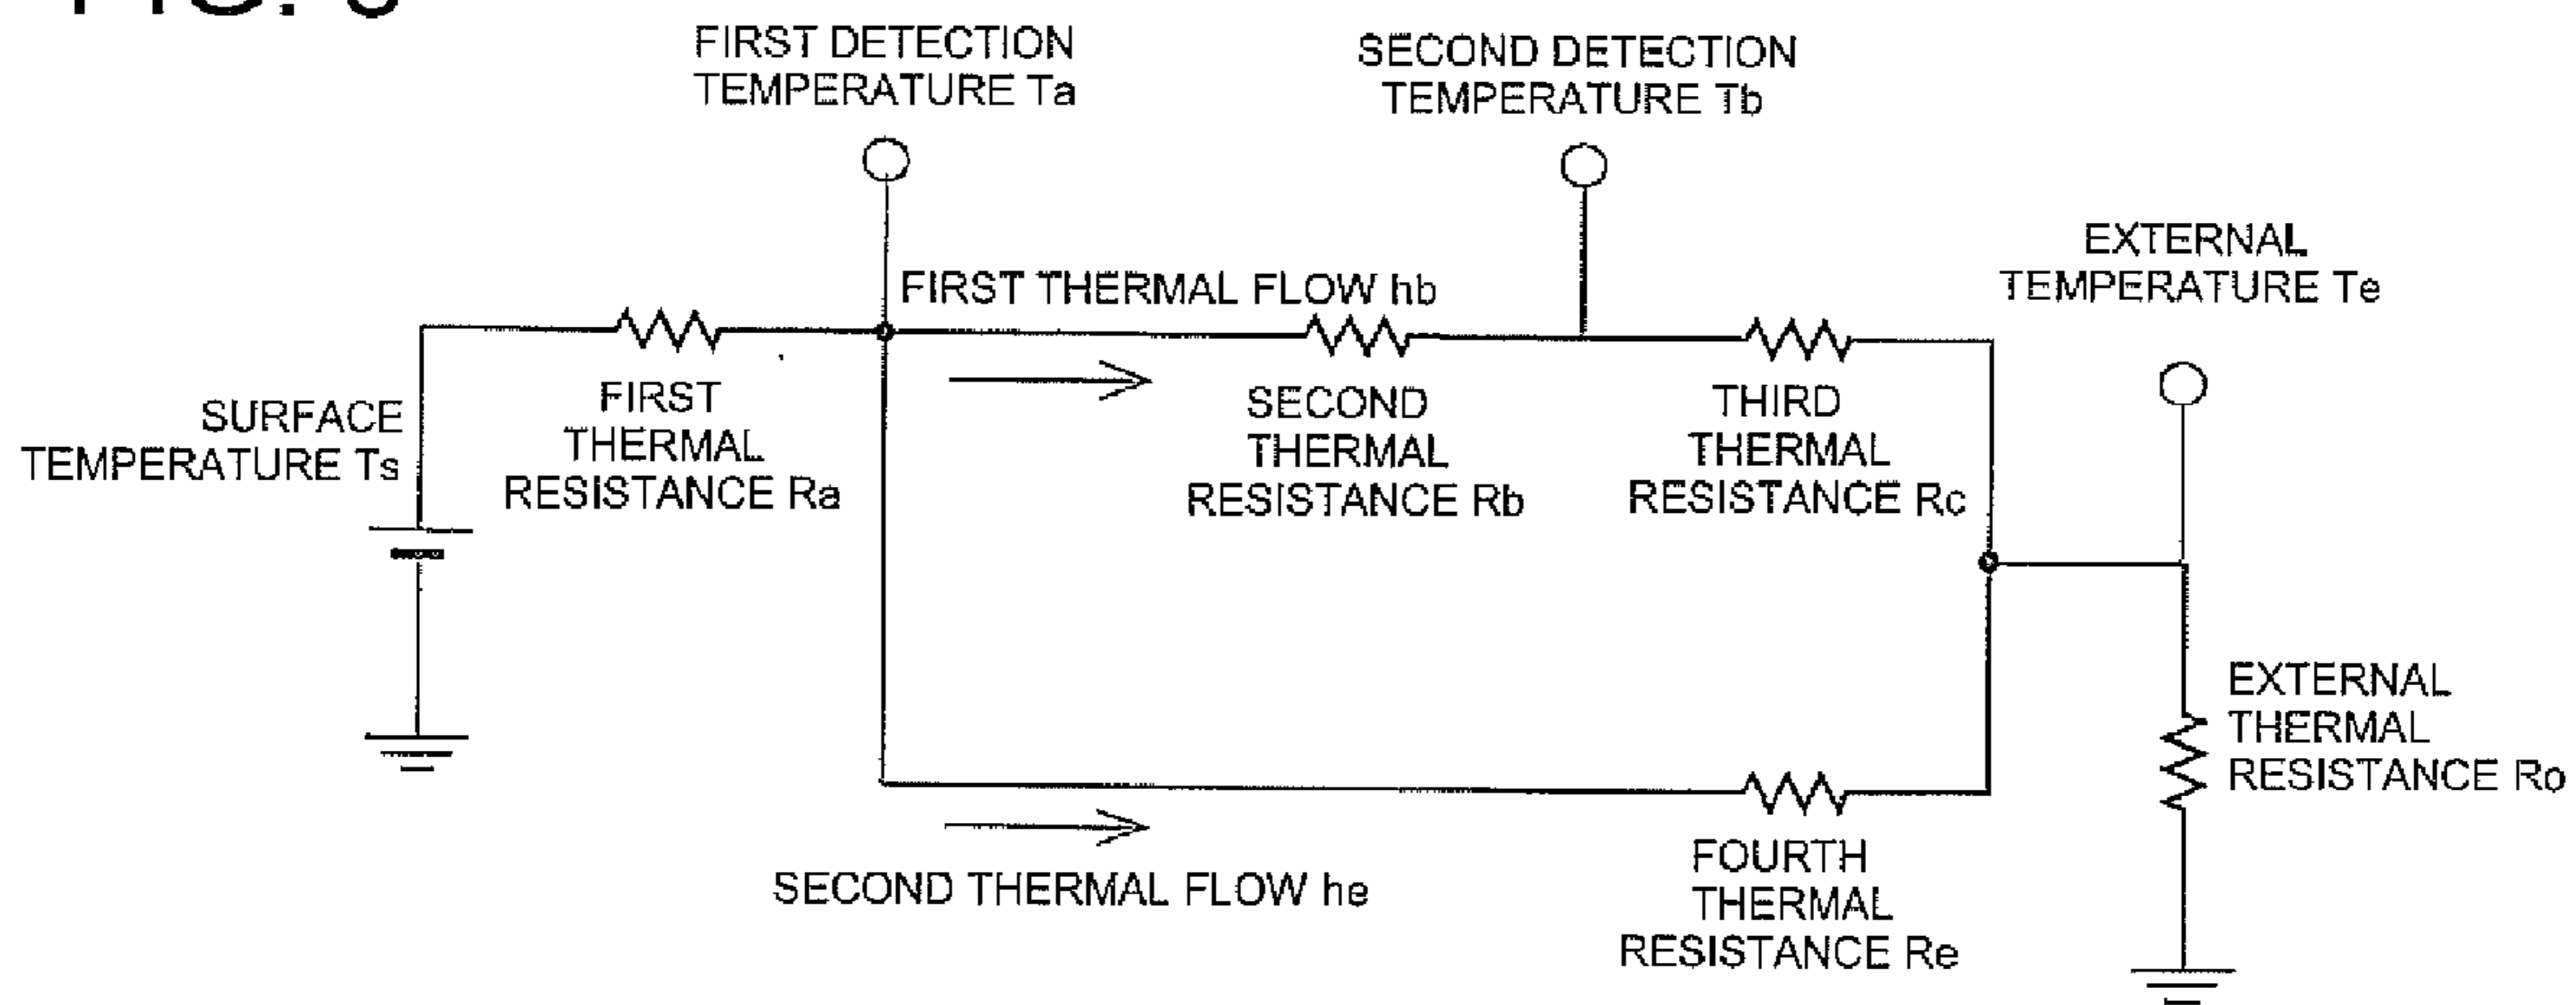 FIRST DETECTION
TEMPERATURE Ta
SECOND DETECTION
TEMPERATURE Tb
EXTERNAL
TEMPERATURE Te
FIRST THERMAL FLOW hb
SURFACE
TEMPERATURE Ts
FIRST
THERMAL
RESISTANCE Ra
SECOND
THERMAL
RESISTANCE Rb
THIRD
THERMAL
RESISTANCE Rc
EXTERNAL
THERMAL
RESISTANCE Ro
SECOND THERMAL FLOW he
FOURTH
THERMAL
RESISTANCE Re